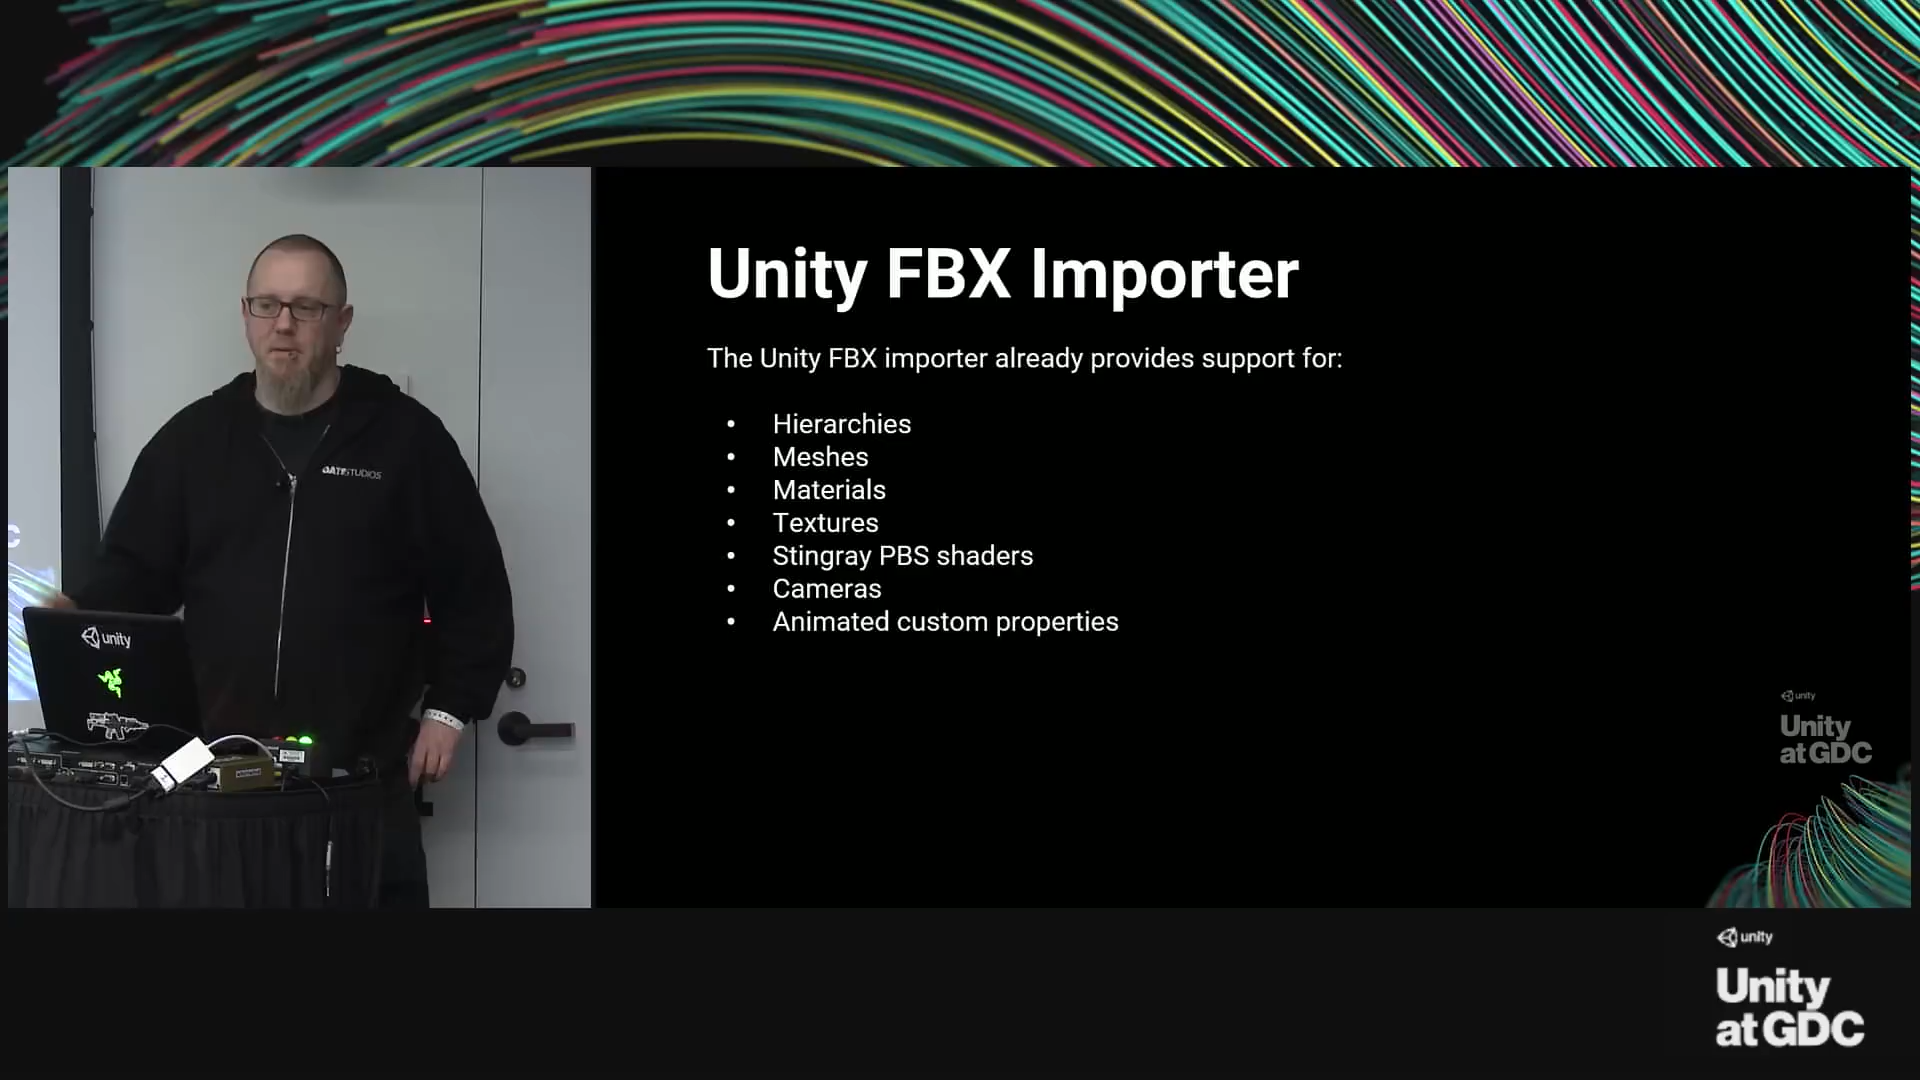 Unity FBX Importer
The Unity FBX importer already provides support for:
• Hierarchies
• Meshes
• Materials
• Textures
• Stingray PBS shaders
• Cameras
• Animated custom properties
unity
Unity
at GDC
unity
unity
Unity
at GDC